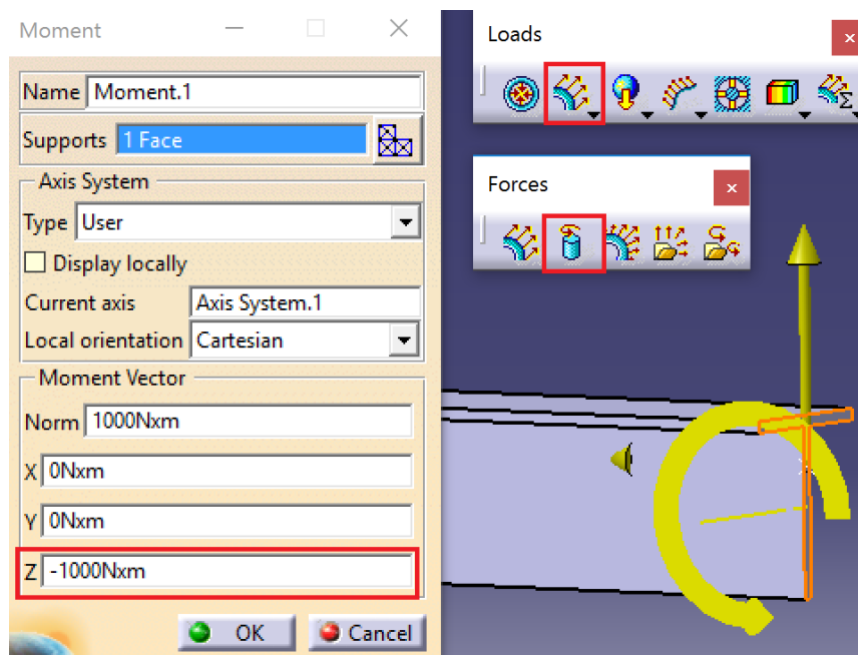 Moment
Name Moment.1
Supports 1 Face
Axis System
Type User
Display locally
Current axis Axis System.1
Local orientation Cartesian
Moment Vector
Norm 1000Nxm
X 0Nxm
Y 0Nxm
Z -1000Nxm
OK Cancel
Loads
Forces